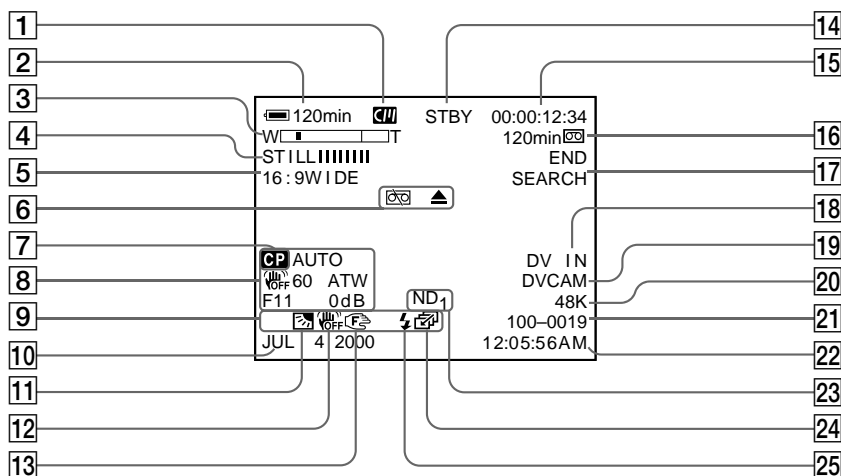 1
2
3
4
5
6
7
8
9
10
11
12
13
14
15
16
17
18
19
20
21
22
23
24
25
120min STBY 00:00:12:34
W T 120min
STILL END
16:9WIDE SEARCH
CP AUTO DV IN
OFF 60 ATW DVCAM
F11 0dB ND1 48K
OFF F 100–0019
JUL 4 2000 12:05:56AM